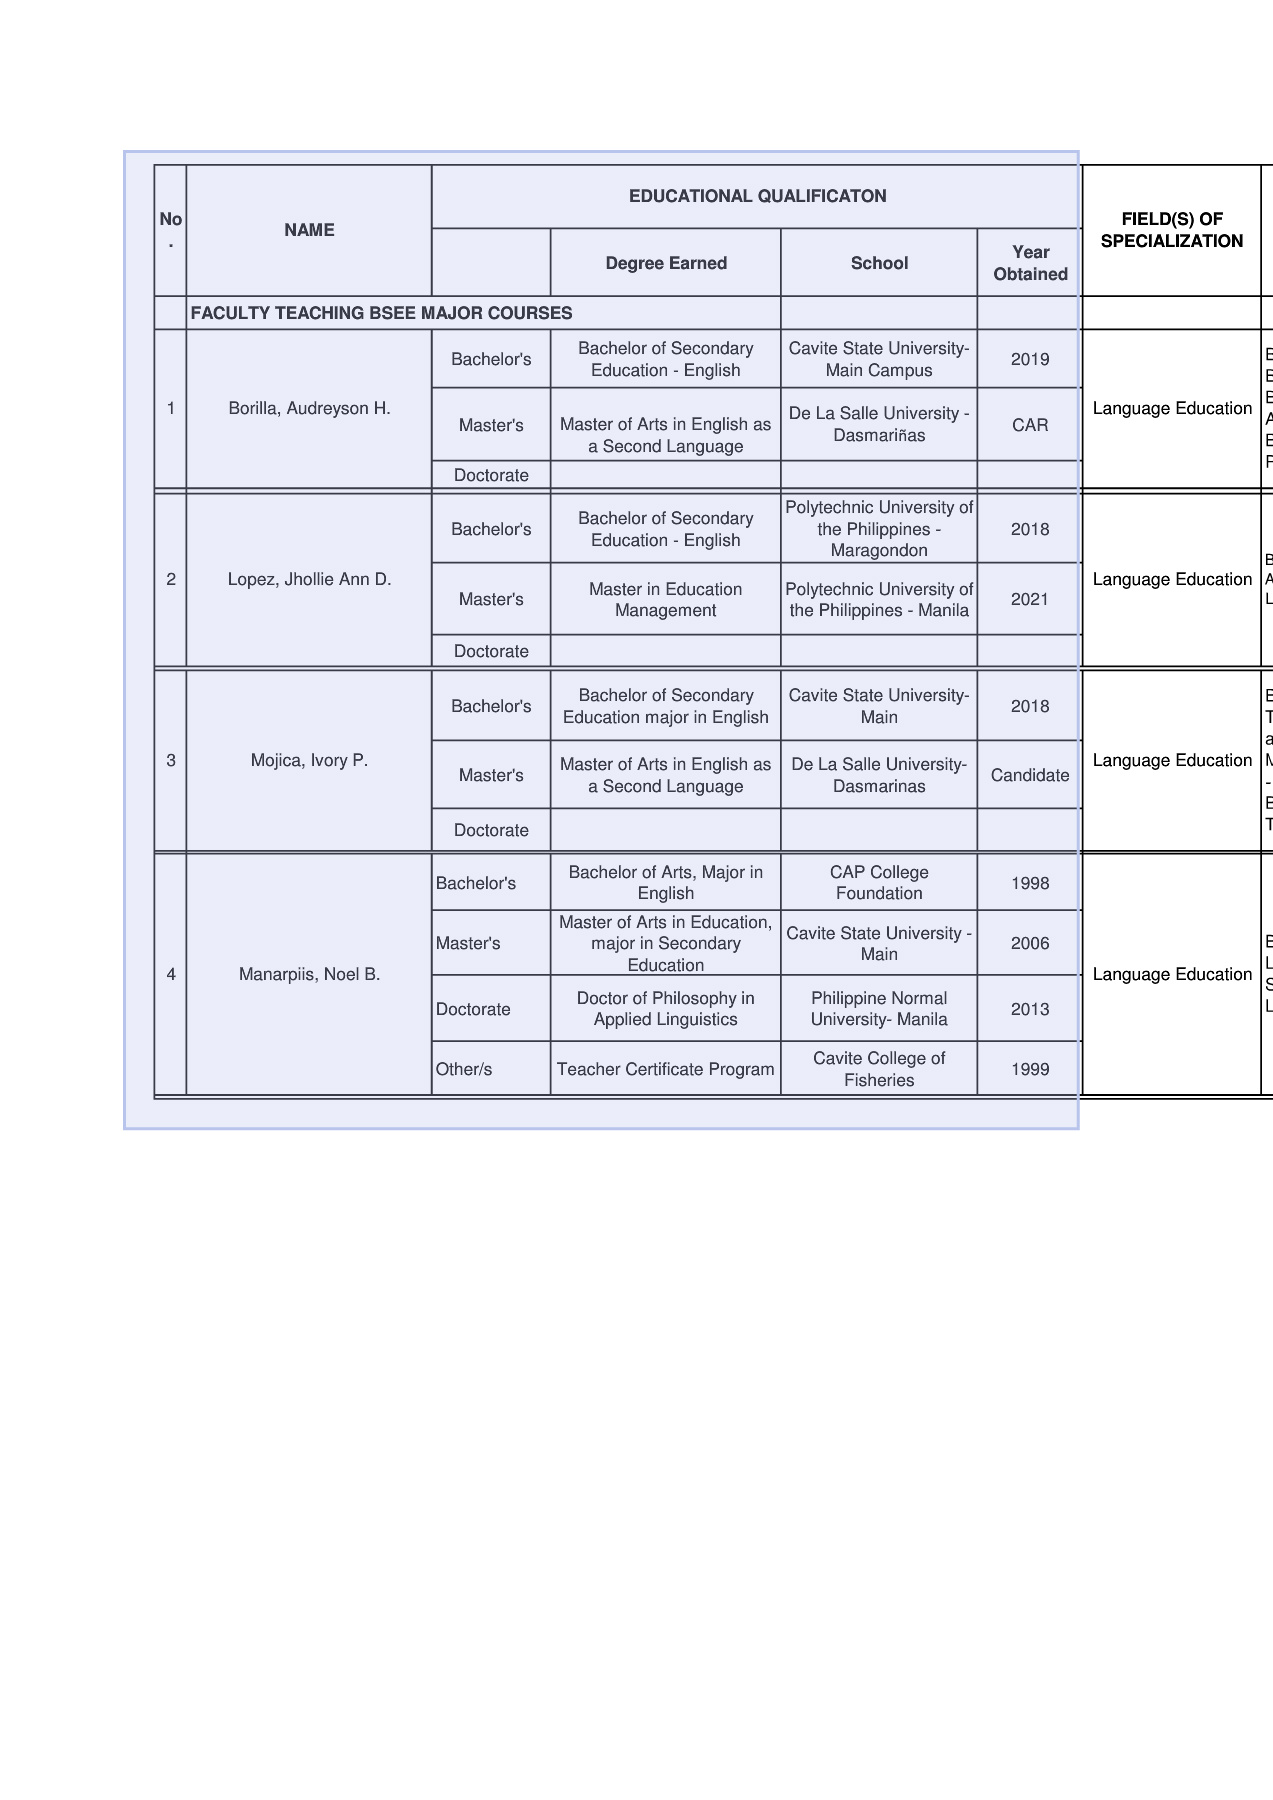 No
.
NAME
EDUCATIONAL QUALIFICATON
FIELD(S) OF
SPECIALIZATION
Degree Earned
School
Year
Obtained
FACULTY TEACHING BSEE MAJOR COURSES
1
Borilla, Audreyson H.
Bachelor's
Bachelor of Secondary
Education - English
Cavite State University-
Main Campus
2019
Master's
Master of Arts in English as
a Second Language
De La Salle University -
Dasmariñas
CAR
Doctorate
Language Education
2
Lopez, Jhollie Ann D.
Bachelor's
Bachelor of Secondary
Education - English
Polytechnic University of
the Philippines -
Maragondon
2018
Master's
Master in Education
Management
Polytechnic University of
the Philippines - Manila
2021
Doctorate
Language Education
3
Mojica, Ivory P.
Bachelor's
Bachelor of Secondary
Education major in English
Cavite State University-
Main
2018
Master's
Master of Arts in English as
a Second Language
De La Salle University-
Dasmarinas
Candidate
Doctorate
Language Education
4
Manarpiis, Noel B.
Bachelor's
Bachelor of Arts, Major in
English
CAP College
Foundation
1998
Master's
Master of Arts in Education,
major in Secondary
Education
Cavite State University -
Main
2006
Doctorate
Doctor of Philosophy in
Applied Linguistics
Philippine Normal
University- Manila
2013
Other/s
Teacher Certificate Program
Cavite College of
Fisheries
1999
Language Education